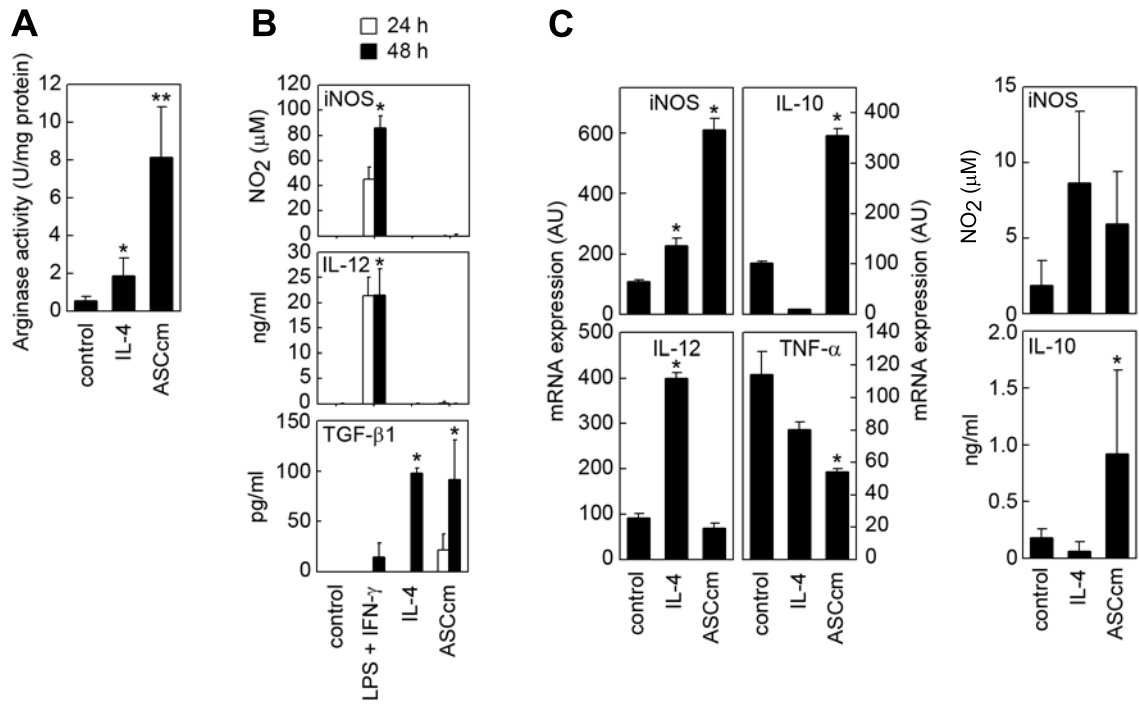 A
Arginase activity (U/mg protein)
12
10
8
6
4
2
0
*
**
control
IL-4
ASCcm
B
24 h
48 h
iNOS
NO2 (μM)
120
100
80
60
40
20
0
*
IL-12
ng/ml
30
25
20
15
10
5
0
*
TGF-β1
pg/ml
150
100
50
0
*
*
control
LPS + IFN-γ
IL-4
ASCcm
C
mRNA expression (AU)
iNOS
600
400
200
0
*
*
IL-10
400
300
200
100
0
*
mRNA expression (AU)
IL-12
500
400
300
200
100
0
*
TNF-α
140
120
100
80
60
40
20
0
*
control
IL-4
ASCcm
control
IL-4
ASCcm
iNOS
NO2 (μM)
15
10
5
0
IL-10
ng/ml
2.0
1.5
1.0
0.5
0
*
control
IL-4
ASCcm